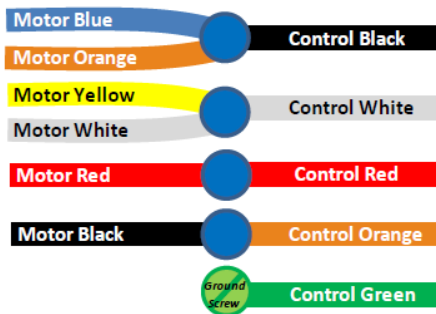 Motor Blue
Control Black
Motor Orange
Motor Yellow
Control White
Motor White
Motor Red
Control Red
Motor Black
Control Orange
Ground
Screw
Control Green